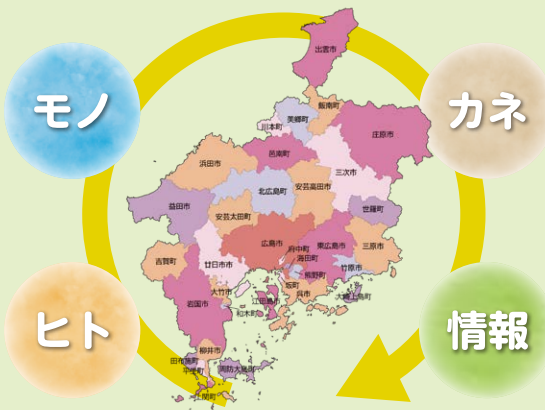 モノ
カネ
ヒト
情報
出雲市
飯南町
美郷町
川本町
庄原市
邑南町
浜田市
三次市
北広島町
安芸高田市
益田市
世羅町
安芸太田町
広島市
府中町
東広島市
三原市
海田町
吉賀町
廿日市市
熊野町
竹原市
坂町
呉市
大竹市
江田島市
大崎上島町
岩国市
和木町
柳井市
田布施町
周防大島町
平生町
上関町